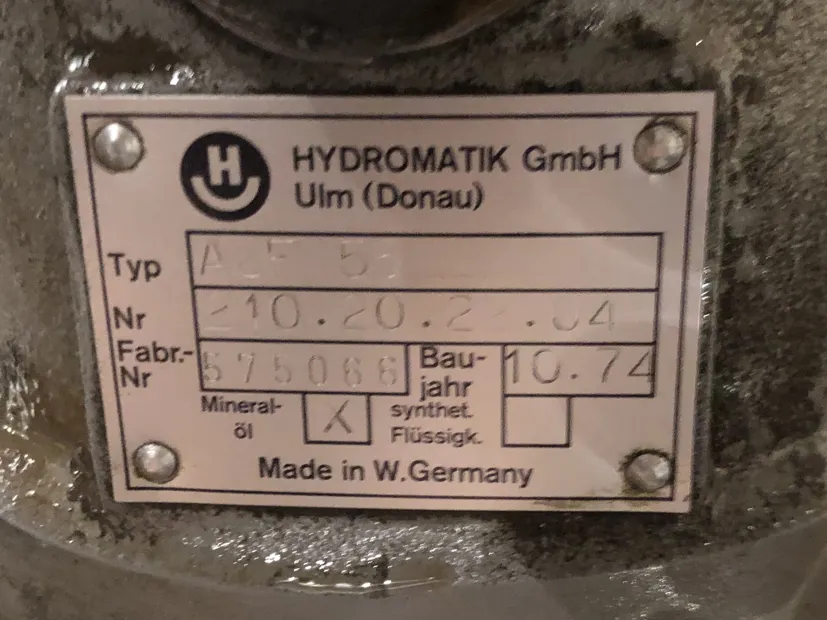 H
HYDROMATIK GmbH
Ulm (Donau)
Typ
Nr
Fabr.-Nr 575066
Bau-jahr 10.74
Mineral-öl X
synthet. Flüssigk.
Made in W.Germany